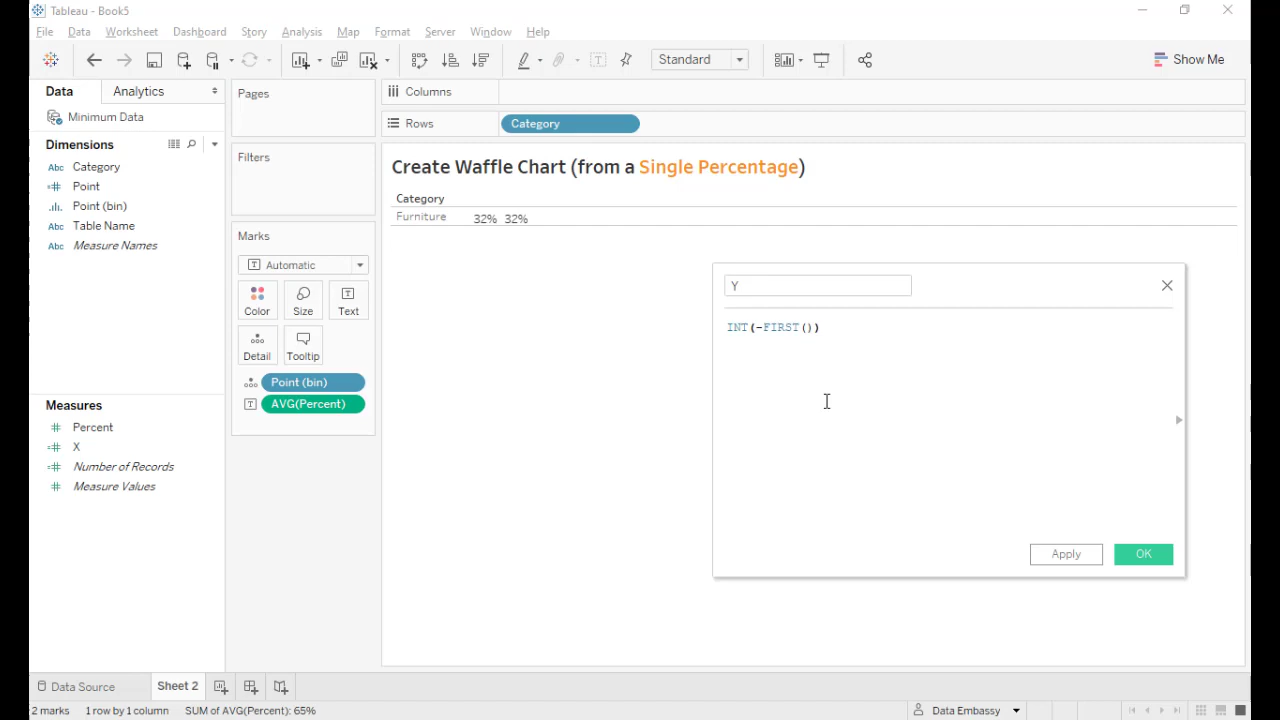 Tableau - Book5
File Data Worksheet Dashboard Story Analysis Map Format Server Window Help
Standard
Show Me
Data Analytics
Minimum Data
Dimensions
Abc Category
Point
Point (bin)
Abc Table Name
Abc Measure Names
Measures
Percent
X
Number of Records
Measure Values
Pages
Filters
Marks
Automatic
Color Size Text
Detail Tooltip
Point (bin)
AVG(Percent)
Columns
Rows Category
Create Waffle Chart (from a Single Percentage)
Category
Furniture 32% 32%
Y
INT(-FIRST())
Apply OK
Data Source Sheet 2
2 marks 1 row by 1 column SUM of AVG(Percent): 65% Data Embassy